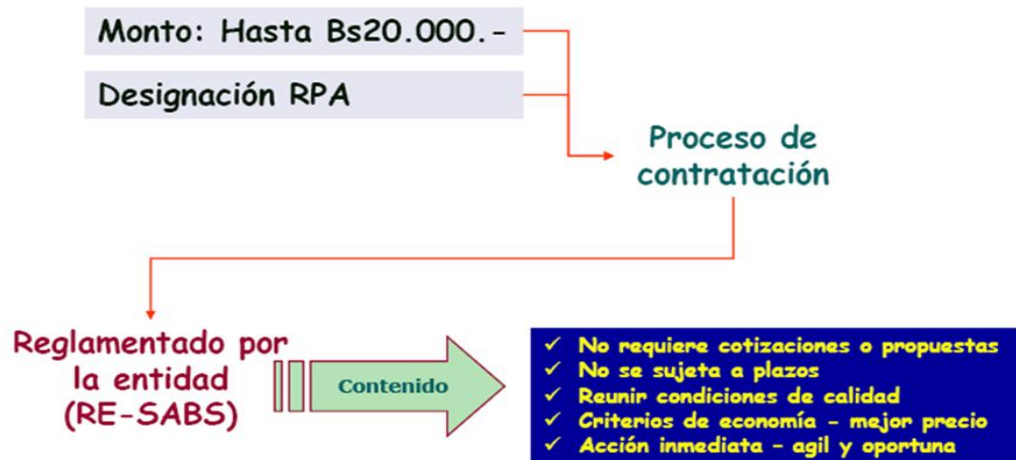 Monto: Hasta Bs20.000.-
Designación RPA
Proceso de
contratación
Reglamentado por
la entidad
(RE-SABS)
Contenido
✓ No requiere cotizaciones o propuestas
✓ No se sujeta a plazos
✓ Reunir condiciones de calidad
✓ Criterios de economía - mejor precio
✓ Acción inmediata - agil y oportuna